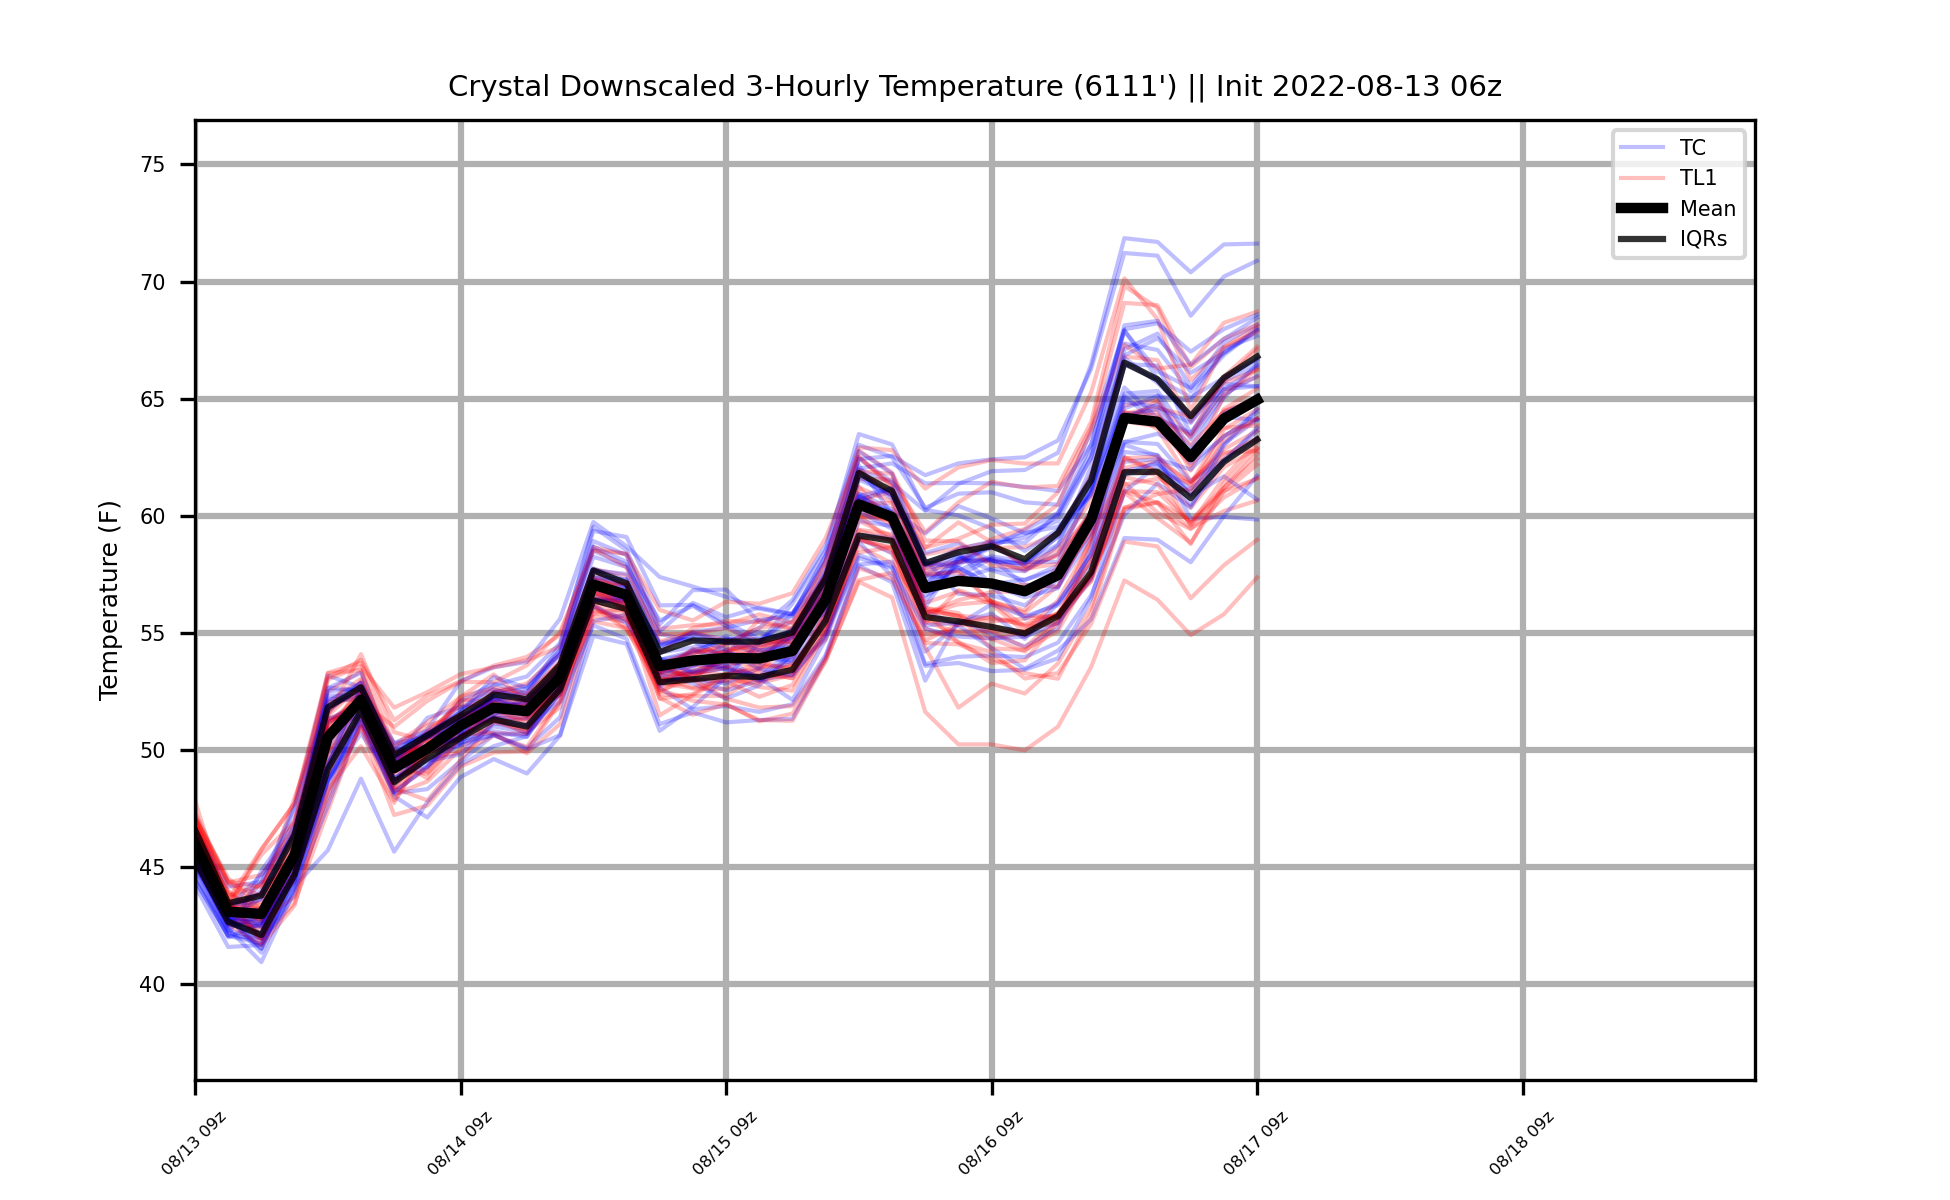 Crystal Downscaled 3-Hourly Temperature (6111') || Init 2022-08-13 06z
TC
TL1
Mean
IQRs
Temperature (F)
75
70
65
60
55
50
45
40
08/13 09z
08/14 09z
08/15 09z
08/16 09z
08/17 09z
08/18 09z